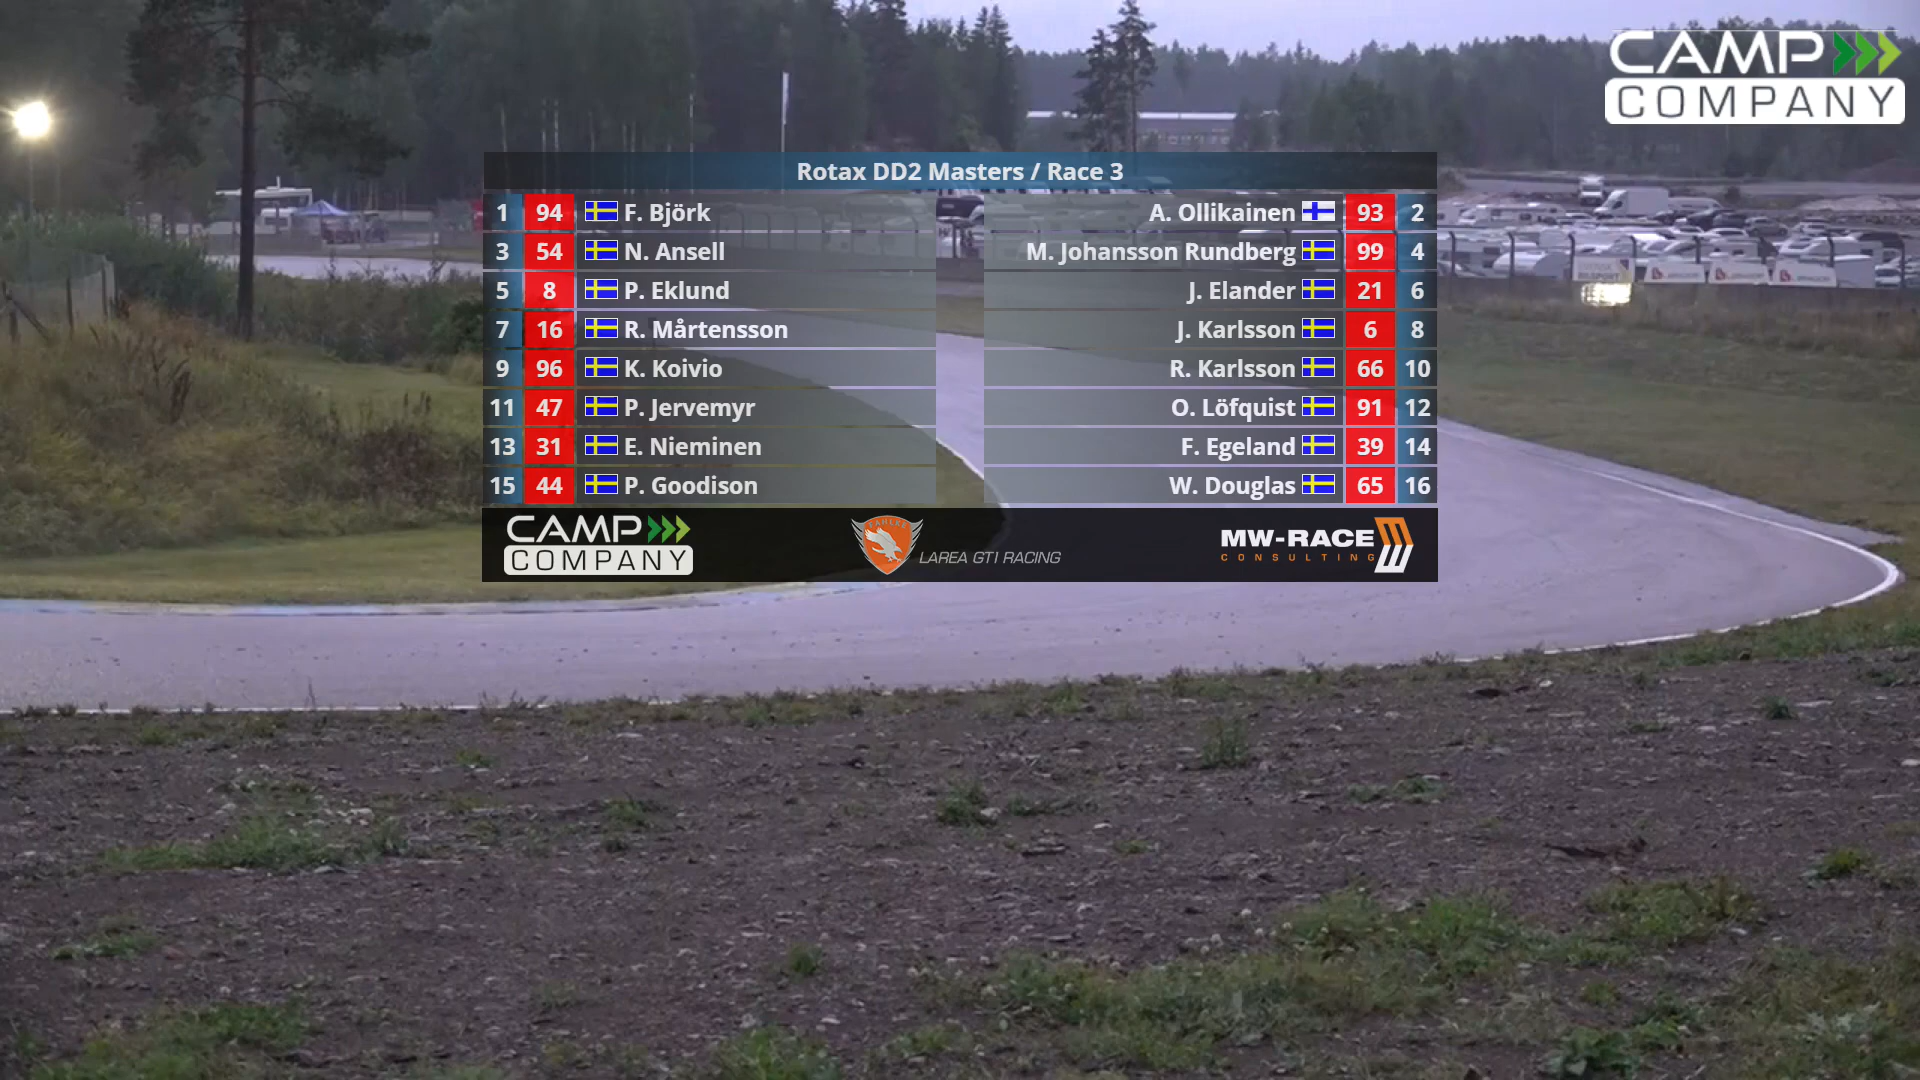 CAMP
COMPANY
Rotax DD2 Masters / Race 3
1 94 F. Björk A. Ollikainen 93 2
3 54 N. Ansell M. Johansson Rundberg 99 4
5 8 P. Eklund J. Elander 21 6
7 16 R. Mårtensson J. Karlsson 6 8
9 96 K. Koivio R. Karlsson 66 10
11 47 P. Jervemyr O. Löfquist 91 12
13 31 E. Nieminen F. Egeland 39 14
15 44 P. Goodison W. Douglas 65 16
CAMP
COMPANY
LAREA GT1 RACING
MW-RACE
CONSULTING